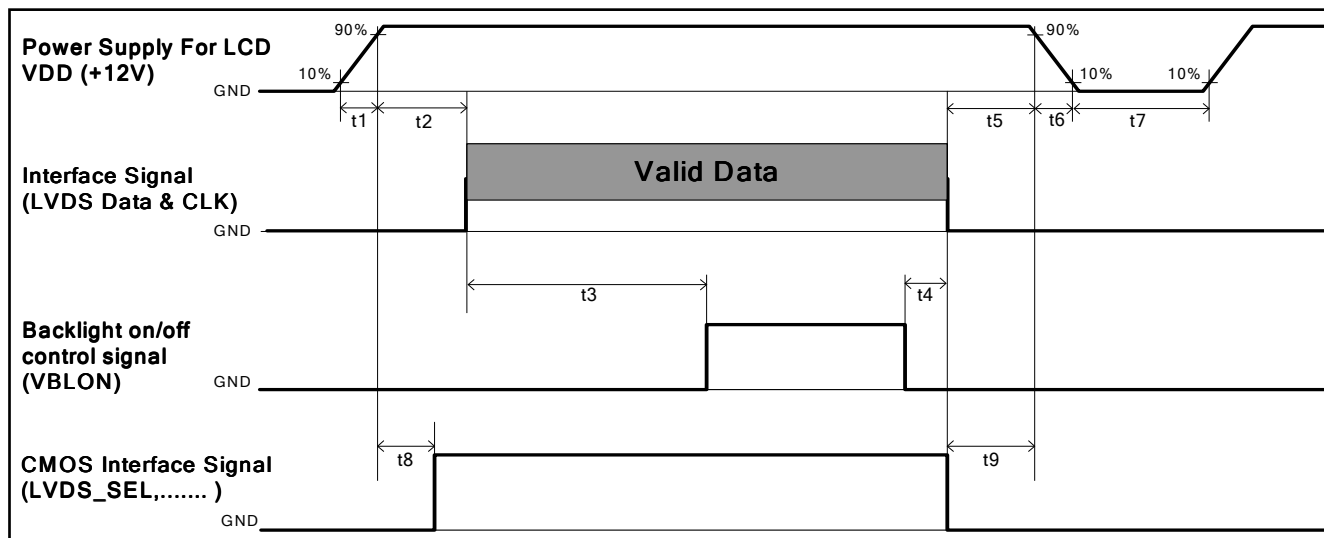 Power Supply For LCD
VDD (+12V)
90%
10%
GND
90%
10%
10%
t1
t2
t5
t6
t7
Interface Signal
(LVDS Data & CLK)
Valid Data
GND
t3
t4
Backlight on/off
control signal
(VBLON)
GND
t8
t9
CMOS Interface Signal
(LVDS_SEL,....... )
GND